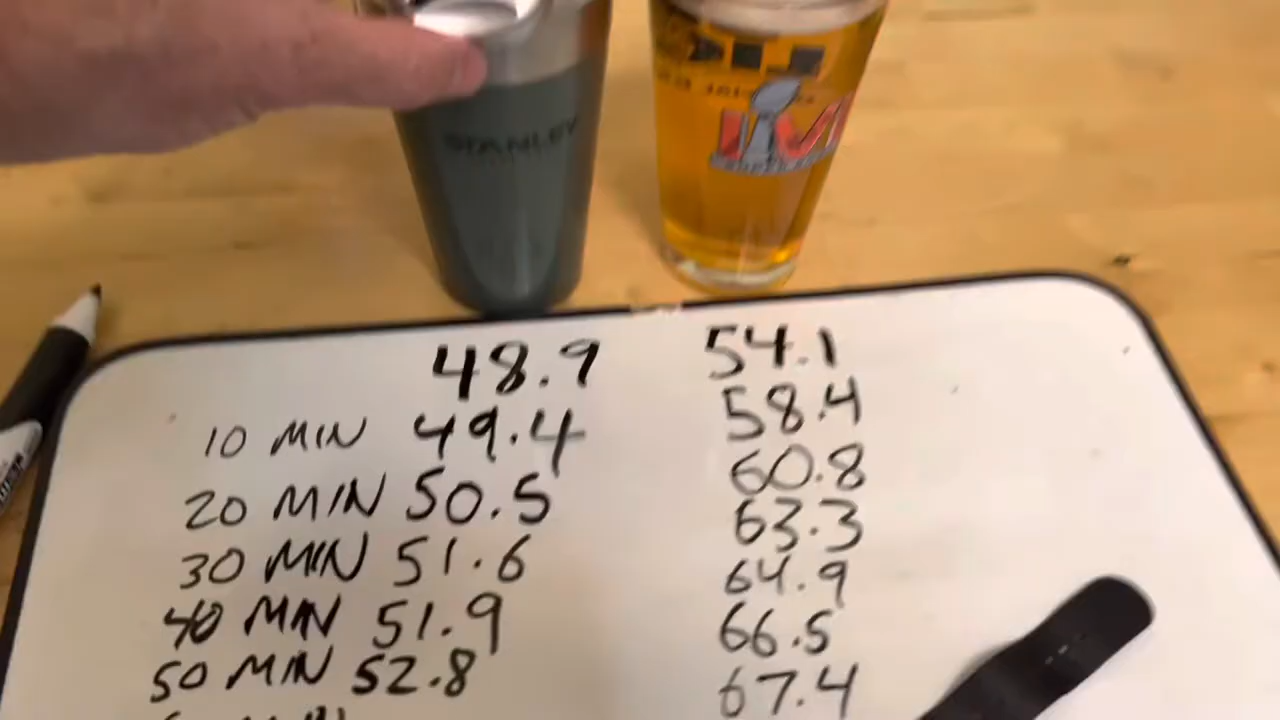 STANLEY
LVI
48.9 54.1
10 MIN 49.4 58.4
20 MIN 50.5 60.8
30 MIN 51.6 63.3
40 MIN 51.9 64.9
50 MIN 52.8 66.5
67.4